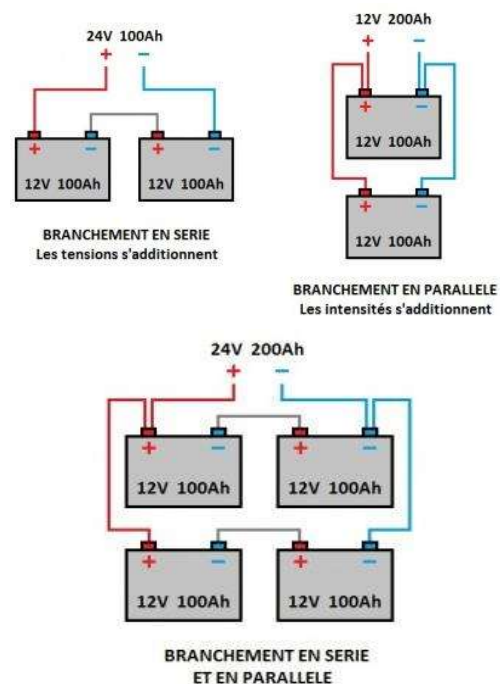 24V 100Ah
+ −
+ − + −
12V 100Ah 12V 100Ah
BRANCHEMENT EN SERIE
Les tensions s'additionnent
12V 200Ah
+ −
+ −
12V 100Ah
+ −
12V 100Ah
BRANCHEMENT EN PARALLELE
Les intensités s'additionnent
24V 200Ah
+ −
+ − + −
12V 100Ah 12V 100Ah
+ − + −
12V 100Ah 12V 100Ah
BRANCHEMENT EN SERIE
ET EN PARALLELE